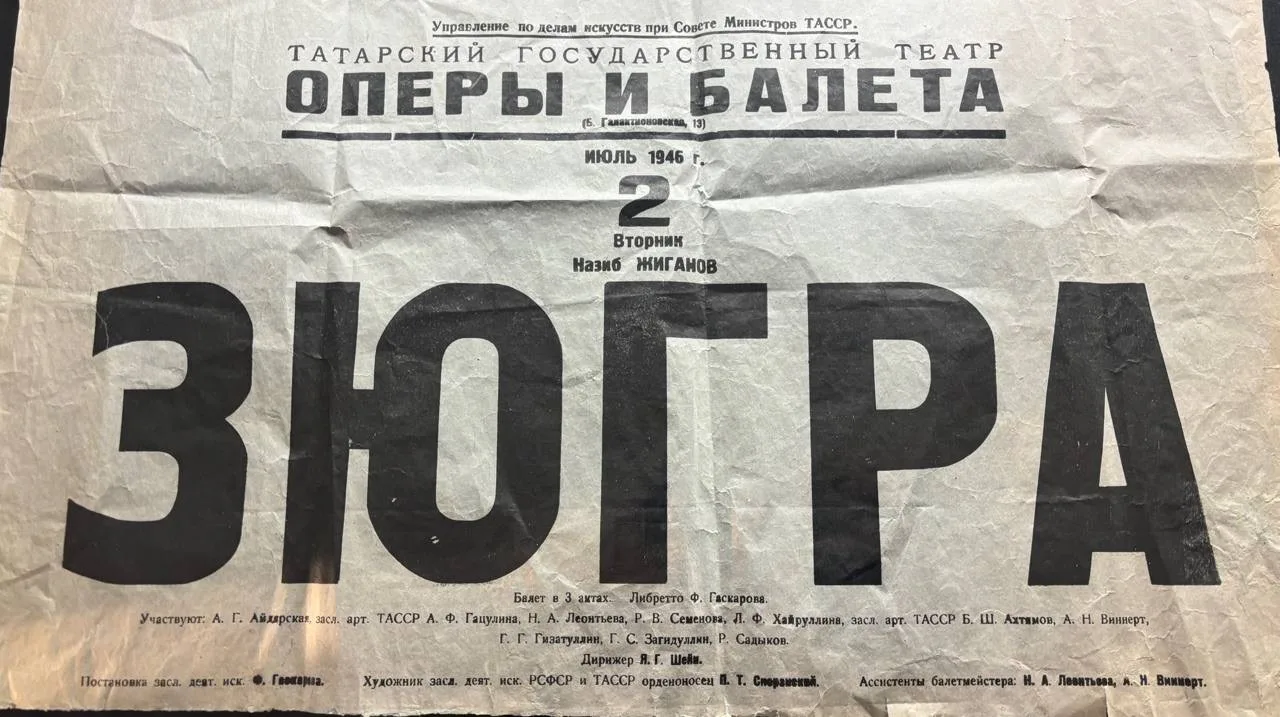 Управление по делам искусств при Совете Министров ТАССР.
ТАТАРСКИЙ ГОСУДАРСТВЕННЫЙ ТЕАТР
ОПЕРЫ И БАЛЕТА
(Б. Галактионовская, 13)
ИЮЛЬ 1946 г.
2
Вторник
Назиб ЖИГАНОВ
ЗЮГРА
Балет в 3 актах. Либретто Ф. Гаскарова.
Участвуют: А. Г. Айдарская, засл. арт. ТАССР А. Ф. Гацулина, Н. А. Леонтьева, Р. В. Семенова, Л. Ф. Хайруллина, засл. арт. ТАССР Б. Ш. Ахтямов, А. Н. Виннерт,
Г. Г. Гизатуллин, Г. С. Загидуллин, Р. Садыков.
Дирижер Я. Г. Шейн.
Постановка засл. деят. иск. Ф. Гаскарова. Художник засл. деят. иск. РСФСР и ТАССР орденоносец П. Т. Сперанский. Ассистенты балетмейстера: Н. А. Леонтьева, А. Н. Виннерт.